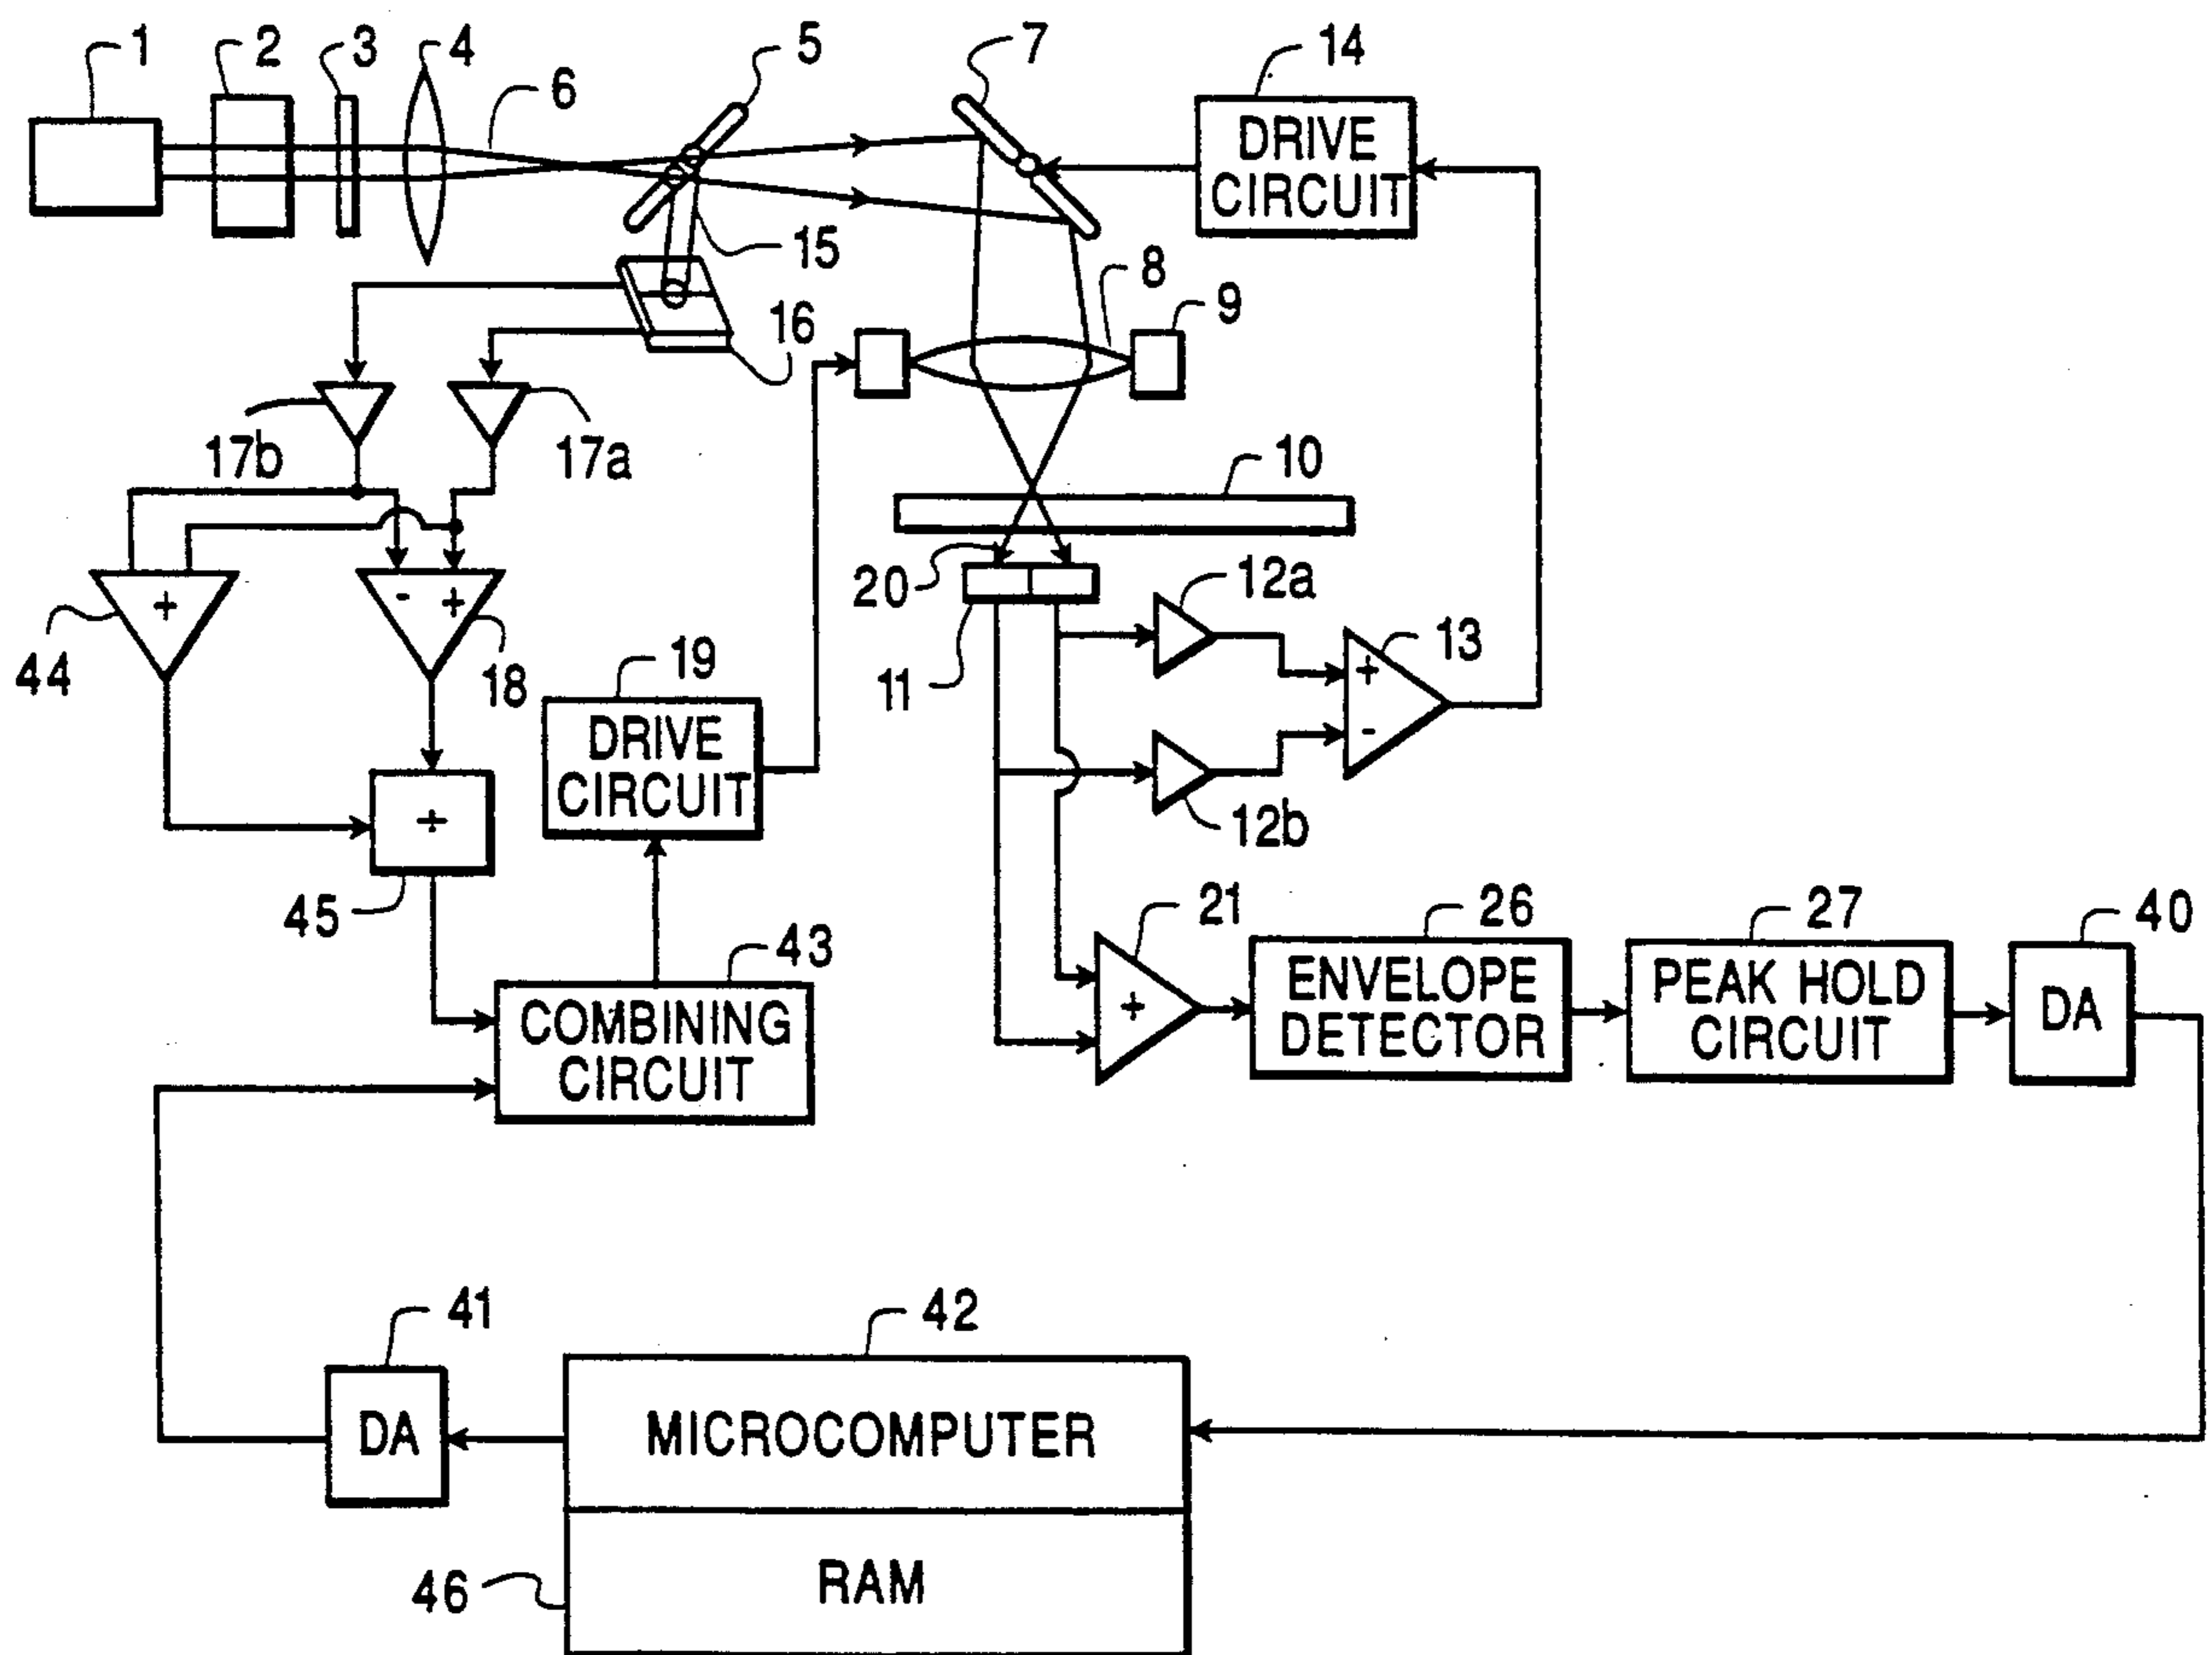 1
2
3
4
6
5
7
14
DRIVE
CIRCUIT
15
8
9
16
17b
17a
10
20
12a
11
13
+
-
12b
44
+
-
+
18
19
DRIVE
CIRCUIT
÷
45
43
COMBINING
CIRCUIT
21
+
26
ENVELOPE
DETECTOR
27
PEAK HOLD
CIRCUIT
40
DA
41
DA
42
MICROCOMPUTER
46
RAM